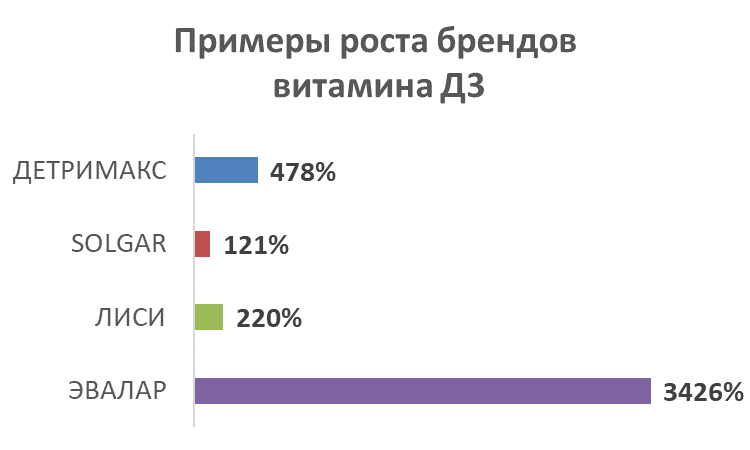 Примеры роста брендов
витамина Д3
ДЕТРИМАКС 478%
SOLGAR 121%
ЛИСИ 220%
ЭВАЛАР 3426%